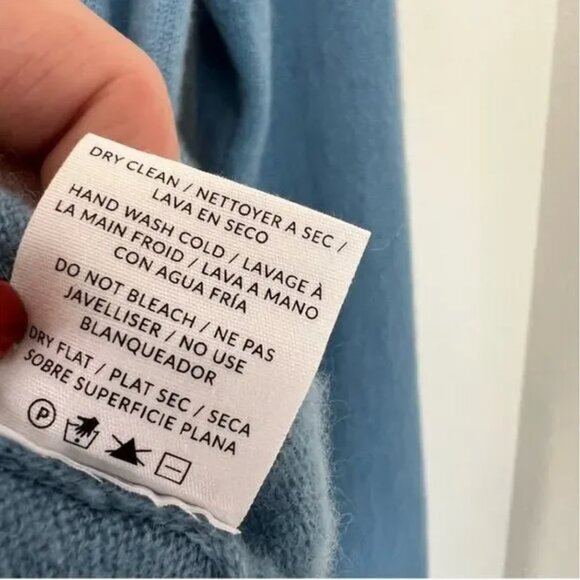 DRY CLEAN / NETTOYER A SEC /
LAVA EN SECO
HAND WASH COLD / LAVAGE À
LA MAIN FROID / LAVA A MANO
CON AGUA FRÍA
DO NOT BLEACH / NE PAS
JAVELLISER / NO USE
BLANQUEADOR
DRY FLAT / PLAT SEC / SECA
SOBRE SUPERFICIE PLANA
P